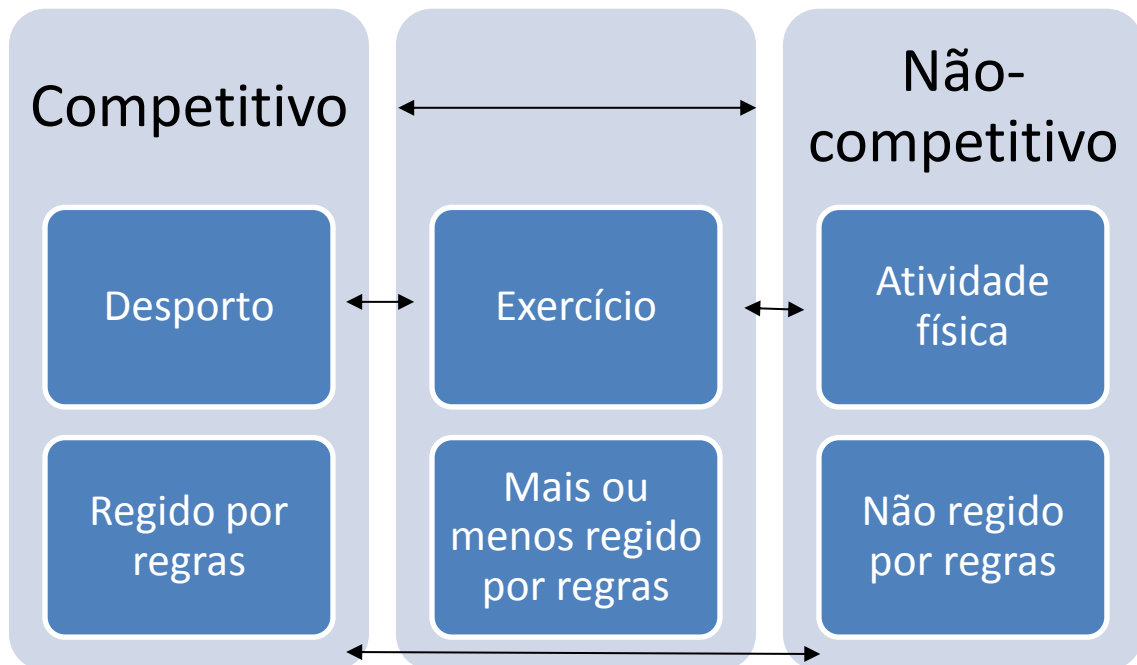 Competitivo
Não-
competitivo
Desporto
Exercício
Atividade
física
Regido por
regras
Mais ou
menos regido
por regras
Não regido
por regras